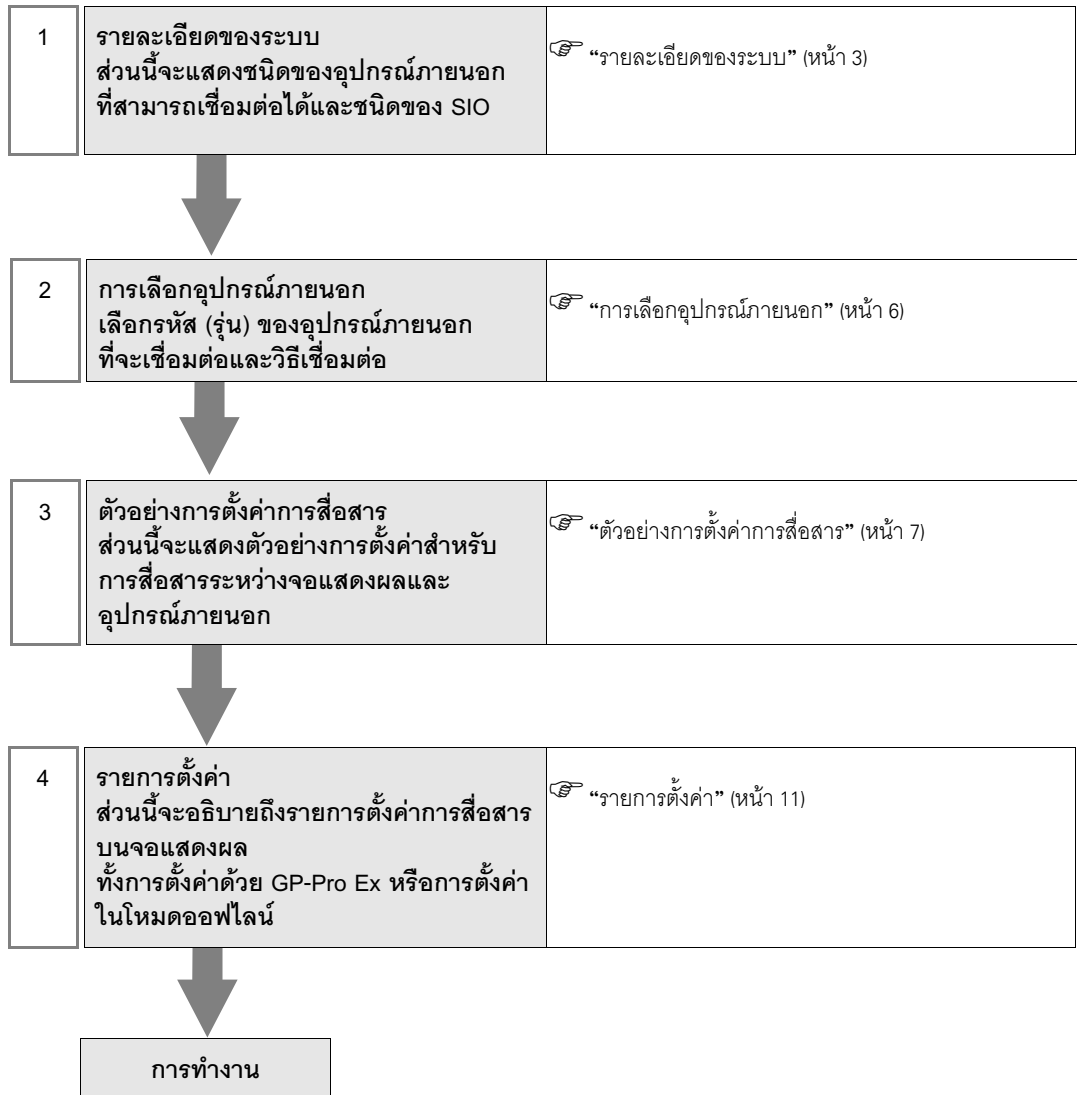 1
รายละเอียดของระบบ
ส่วนนี้จะแสดงชนิดของอุปกรณ์ภายนอก
ที่สามารถเชื่อมต่อได้และชนิดของ SIO
☞ “รายละเอียดของระบบ” (หน้า 3)
2
การเลือกอุปกรณ์ภายนอก
เลือกรหัส (รุ่น) ของอุปกรณ์ภายนอก
ที่จะเชื่อมต่อและวิธีเชื่อมต่อ
☞ “การเลือกอุปกรณ์ภายนอก” (หน้า 6)
3
ตัวอย่างการตั้งค่าการสื่อสาร
ส่วนนี้จะแสดงตัวอย่างการตั้งค่าสำหรับ
การสื่อสารระหว่างจอแสดงผลและ
อุปกรณ์ภายนอก
☞ “ตัวอย่างการตั้งค่าการสื่อสาร” (หน้า 7)
4
รายการตั้งค่า
ส่วนนี้จะอธิบายถึงรายการตั้งค่าการสื่อสาร
บนจอแสดงผล
ทั้งการตั้งค่าด้วย GP-Pro Ex หรือการตั้งค่า
ในโหมดออฟไลน์
☞ “รายการตั้งค่า” (หน้า 11)
การทำงาน